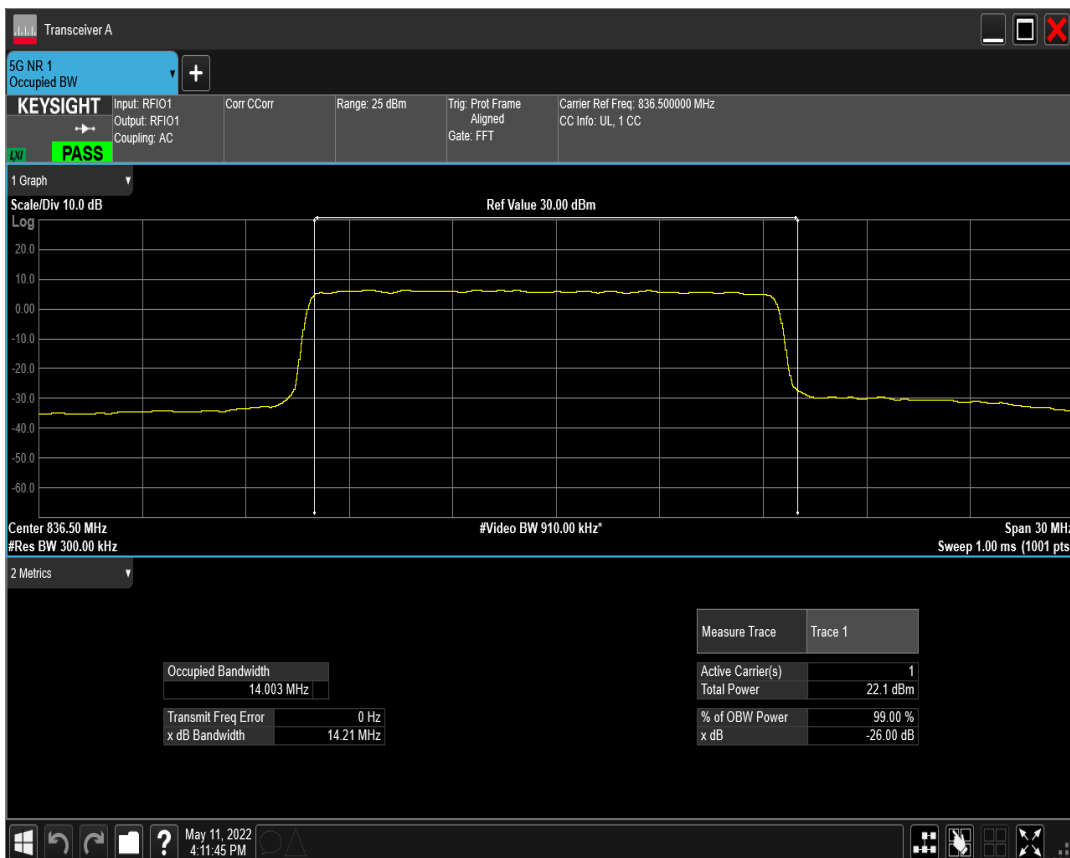 Transceiver A
5G NR 1
Occupied BW
+
KEYSIGHT
LXI
PASS
Input: RFIO1
Output: RFIO1
Coupling: AC
Corr CCorr
Range: 25 dBm
Trig: Prot Frame
Aligned
Gate: FFT
Carrier Ref Freq: 836.500000 MHz
CC Info: UL, 1 CC
1 Graph
Scale/Div 10.0 dB
Ref Value 30.00 dBm
Log
20.0
10.0
0.00
-10.0
-20.0
-30.0
-40.0
-50.0
-60.0
Center 836.50 MHz
#Video BW 910.00 kHz*
Span 30 MHz
#Res BW 300.00 kHz
Sweep 1.00 ms (1001 pts
2 Metrics
Measure Trace Trace 1
Occupied Bandwidth
14.003 MHz
Active Carrier(s) 1
Total Power 22.1 dBm
Transmit Freq Error 0 Hz
x dB Bandwidth 14.21 MHz
% of OBW Power 99.00 %
x dB -26.00 dB
?
May 11, 2022
4:11:45 PM